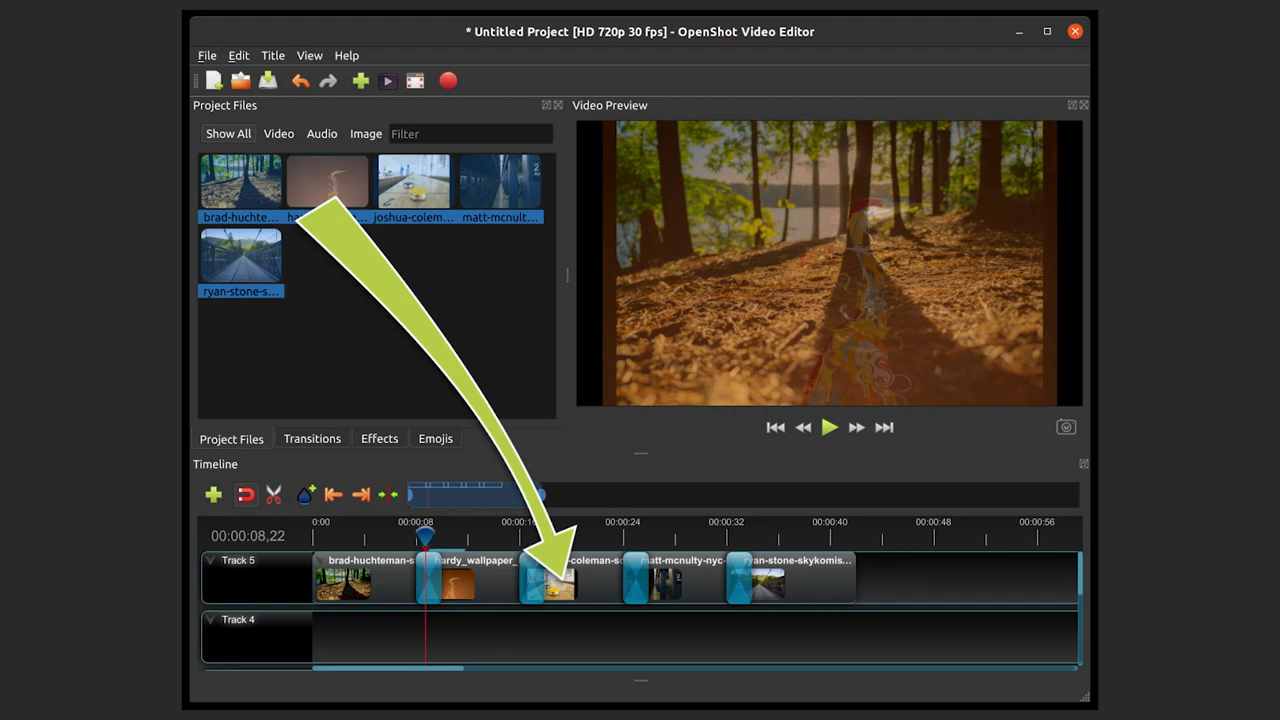 * Untitled Project [HD 720p 30 fps] - OpenShot Video Editor
File Edit Title View Help
Project Files
Video Preview
Show All Video Audio Image Filter
brad-huchte... joshua-colem... matt-mcnult...
ryan-stone-s...
Project Files Transitions Effects Emojis
Timeline
00:00:08,22
0:00 00:00:08 00:00:24 00:00:32 00:00:40 00:00:48 00:00:56
Track 5
brad-huchteman-s hardy_wallpaper_ -coleman-so matt-mcnulty-nyc- ryan-stone-skykomis...
Track 4